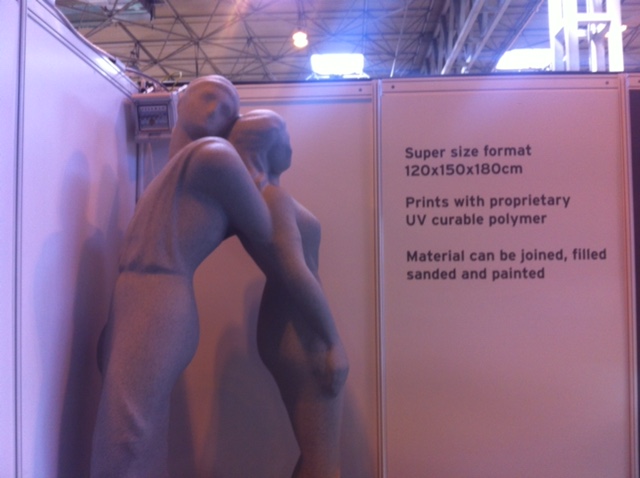 Super size format
120x150x180cm
Prints with proprietary
UV curable polymer
Material can be joined, filled
sanded and painted